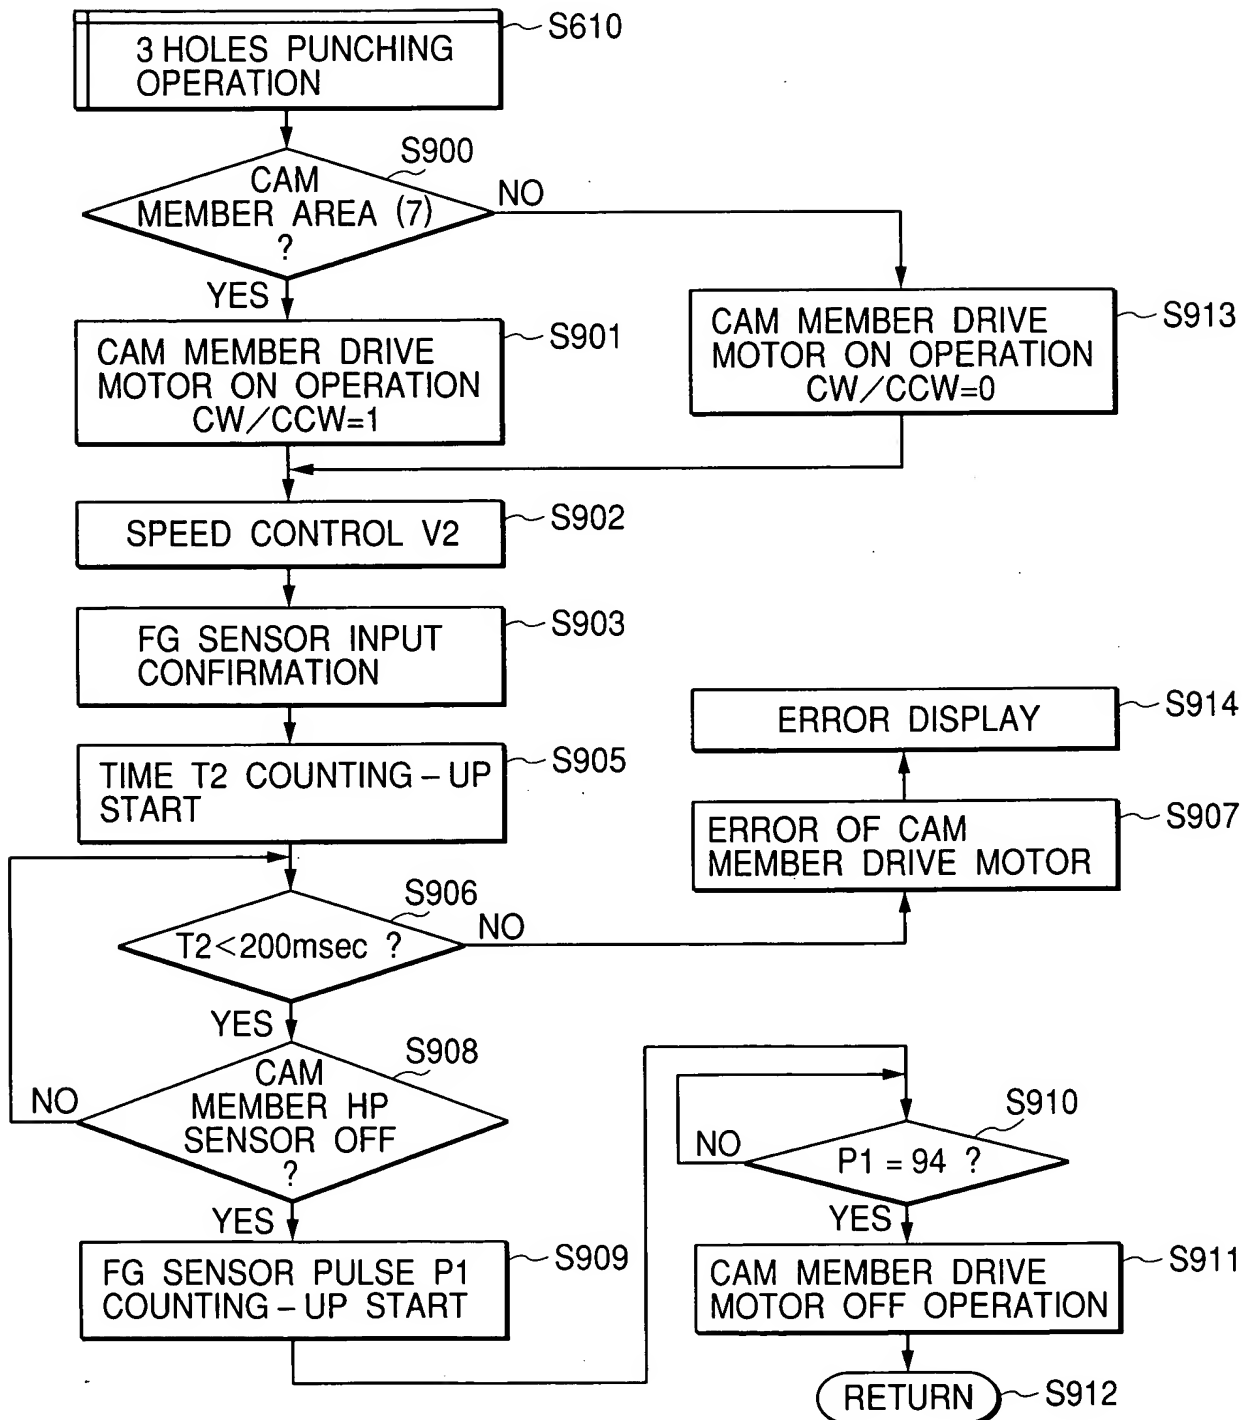 3 HOLES PUNCHING
OPERATION
S610
S900
CAM
MEMBER AREA (7)
?
NO
YES
CAM MEMBER DRIVE
MOTOR ON OPERATION
CW/CCW=1
S901
CAM MEMBER DRIVE
MOTOR ON OPERATION
CW/CCW=0
S913
SPEED CONTROL V2
S902
FG SENSOR INPUT
CONFIRMATION
S903
TIME T2 COUNTING-UP
START
S905
ERROR DISPLAY
S914
ERROR OF CAM
MEMBER DRIVE MOTOR
S907
S906
T2<200msec ?
NO
YES
S908
CAM
MEMBER HP
SENSOR OFF
?
NO
YES
FG SENSOR PULSE P1
COUNTING-UP START
S909
S910
P1 = 94 ?
NO
YES
CAM MEMBER DRIVE
MOTOR OFF OPERATION
S911
RETURN
S912